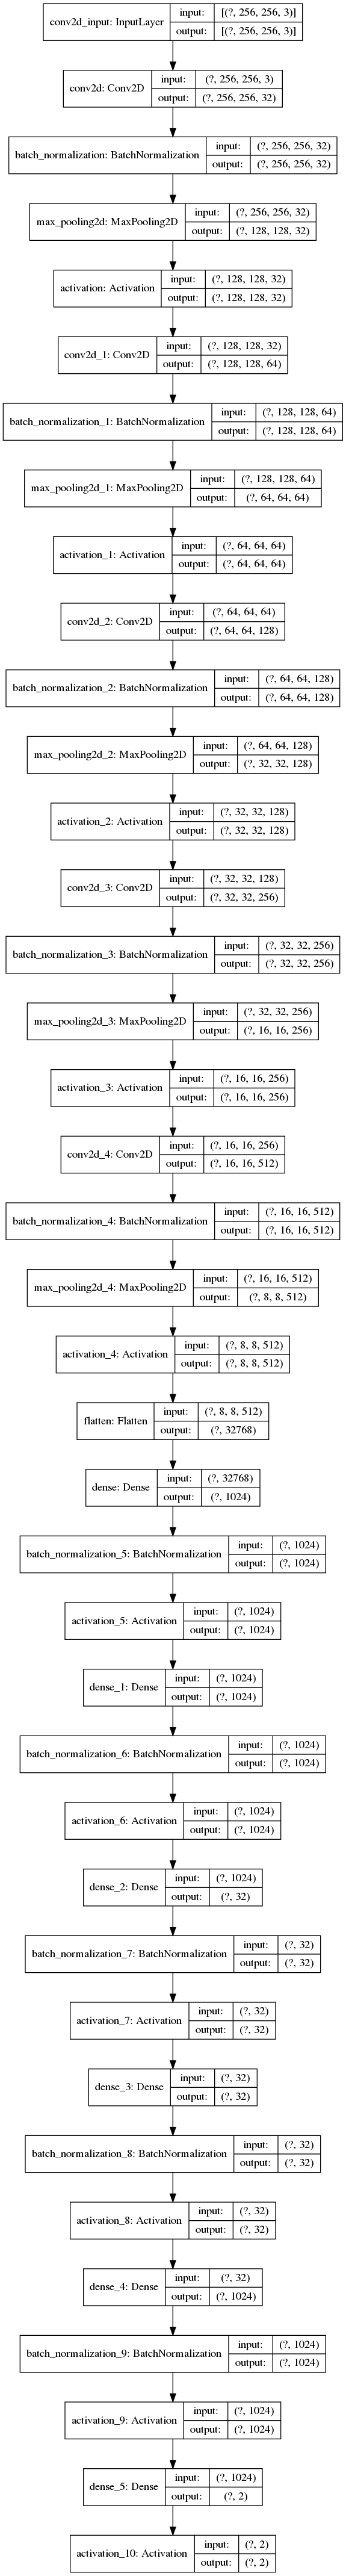 conv2d_input: InputLayer
input: [(?, 256, 256, 3)]
output: [(?, 256, 256, 3)]
conv2d: Conv2D
input: (?, 256, 256, 3)
output: (?, 256, 256, 32)
batch_normalization: BatchNormalization
input: (?, 256, 256, 32)
output: (?, 256, 256, 32)
max_pooling2d: MaxPooling2D
input: (?, 256, 256, 32)
output: (?, 128, 128, 32)
activation: Activation
input: (?, 128, 128, 32)
output: (?, 128, 128, 32)
conv2d_1: Conv2D
input: (?, 128, 128, 32)
output: (?, 128, 128, 64)
batch_normalization_1: BatchNormalization
input: (?, 128, 128, 64)
output: (?, 128, 128, 64)
max_pooling2d_1: MaxPooling2D
input: (?, 128, 128, 64)
output: (?, 64, 64, 64)
activation_1: Activation
input: (?, 64, 64, 64)
output: (?, 64, 64, 64)
conv2d_2: Conv2D
input: (?, 64, 64, 64)
output: (?, 64, 64, 128)
batch_normalization_2: BatchNormalization
input: (?, 64, 64, 128)
output: (?, 64, 64, 128)
max_pooling2d_2: MaxPooling2D
input: (?, 64, 64, 128)
output: (?, 32, 32, 128)
activation_2: Activation
input: (?, 32, 32, 128)
output: (?, 32, 32, 128)
conv2d_3: Conv2D
input: (?, 32, 32, 128)
output: (?, 32, 32, 256)
batch_normalization_3: BatchNormalization
input: (?, 32, 32, 256)
output: (?, 32, 32, 256)
max_pooling2d_3: MaxPooling2D
input: (?, 32, 32, 256)
output: (?, 16, 16, 256)
activation_3: Activation
input: (?, 16, 16, 256)
output: (?, 16, 16, 256)
conv2d_4: Conv2D
input: (?, 16, 16, 256)
output: (?, 16, 16, 512)
batch_normalization_4: BatchNormalization
input: (?, 16, 16, 512)
output: (?, 16, 16, 512)
max_pooling2d_4: MaxPooling2D
input: (?, 16, 16, 512)
output: (?, 8, 8, 512)
activation_4: Activation
input: (?, 8, 8, 512)
output: (?, 8, 8, 512)
flatten: Flatten
input: (?, 8, 8, 512)
output: (?, 32768)
dense: Dense
input: (?, 32768)
output: (?, 1024)
batch_normalization_5: BatchNormalization
input: (?, 1024)
output: (?, 1024)
activation_5: Activation
input: (?, 1024)
output: (?, 1024)
dense_1: Dense
input: (?, 1024)
output: (?, 1024)
batch_normalization_6: BatchNormalization
input: (?, 1024)
output: (?, 1024)
activation_6: Activation
input: (?, 1024)
output: (?, 1024)
dense_2: Dense
input: (?, 1024)
output: (?, 32)
batch_normalization_7: BatchNormalization
input: (?, 32)
output: (?, 32)
activation_7: Activation
input: (?, 32)
output: (?, 32)
dense_3: Dense
input: (?, 32)
output: (?, 32)
batch_normalization_8: BatchNormalization
input: (?, 32)
output: (?, 32)
activation_8: Activation
input: (?, 32)
output: (?, 32)
dense_4: Dense
input: (?, 32)
output: (?, 1024)
batch_normalization_9: BatchNormalization
input: (?, 1024)
output: (?, 1024)
activation_9: Activation
input: (?, 1024)
output: (?, 1024)
dense_5: Dense
input: (?, 1024)
output: (?, 2)
activation_10: Activation
input: (?, 2)
output: (?, 2)